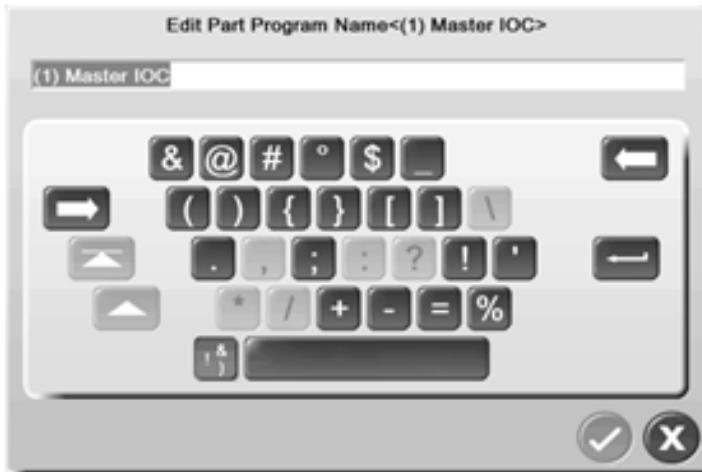 Edit Part Program Name<(1) Master IOC>
(1) Master IOC
& @ # ° $ _
( ) { } [ ] \
. , ; : ? ! '
* / + - = %
! & )